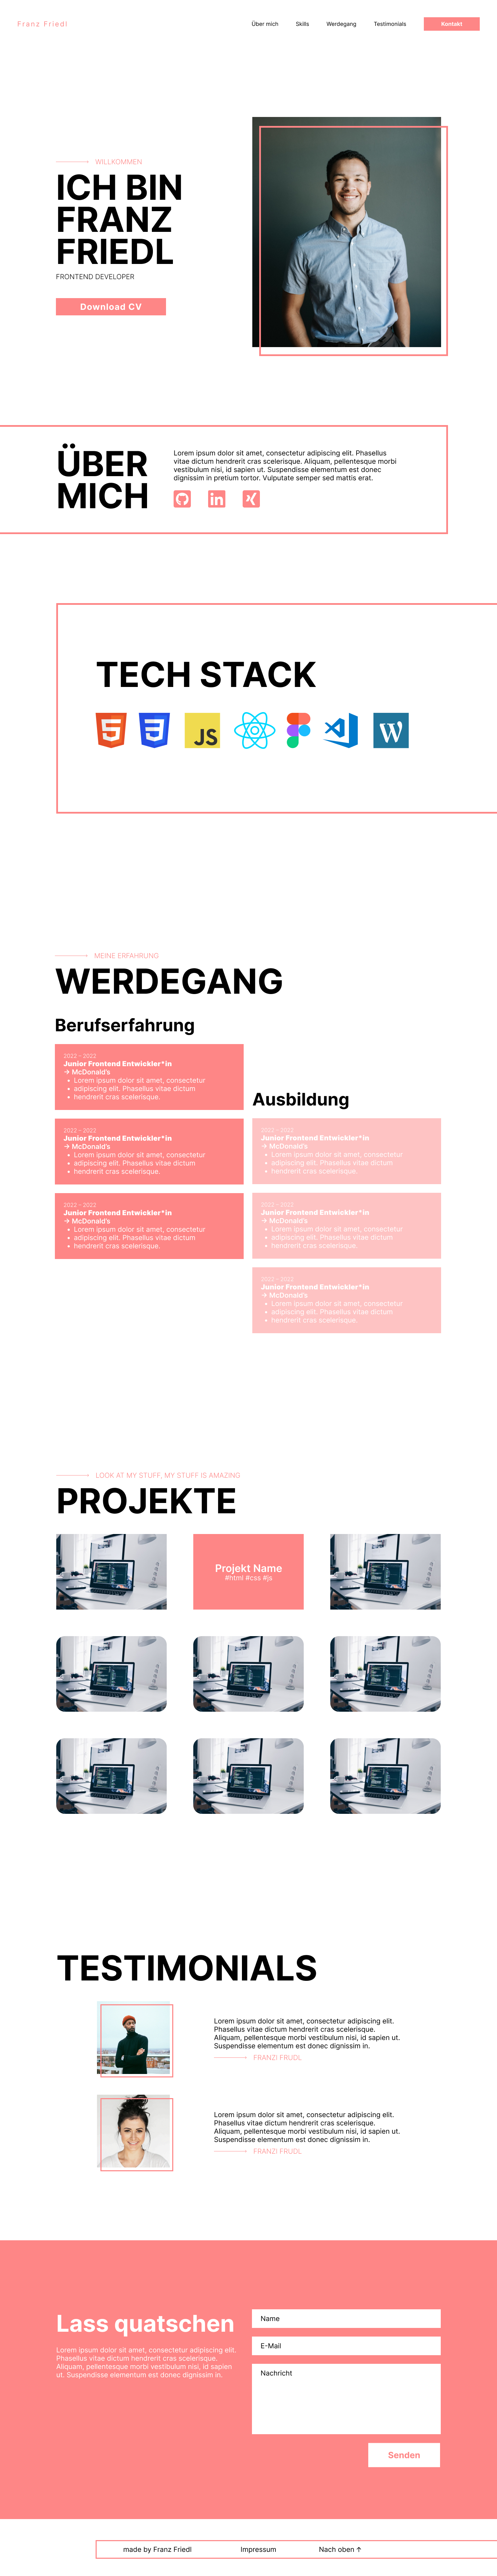 Franz Friedl
Über mich Skills Werdegang Testimonials Kontakt
WILLKOMMEN
ICH BIN
FRANZ
FRIEDL
FRONTEND DEVELOPER
Download CV
ÜBER
MICH
Lorem ipsum dolor sit amet, consectetur adipiscing elit. Phasellus
vitae dictum hendrerit cras scelerisque. Aliquam, pellentesque morbi
vestibulum nisi, id sapien ut. Suspendisse elementum est donec
dignissim in pretium tortor. Vulputate semper sed mattis erat.
in
TECH STACK
5
3
JS
W
MEINE ERFAHRUNG
WERDEGANG
Berufserfahrung
2022 – 2022
Junior Frontend Entwickler*in
→ McDonald's
• Lorem ipsum dolor sit amet, consectetur
• adipiscing elit. Phasellus vitae dictum
• hendrerit cras scelerisque.
2022 – 2022
Junior Frontend Entwickler*in
→ McDonald's
• Lorem ipsum dolor sit amet, consectetur
• adipiscing elit. Phasellus vitae dictum
• hendrerit cras scelerisque.
2022 – 2022
Junior Frontend Entwickler*in
→ McDonald's
• Lorem ipsum dolor sit amet, consectetur
• adipiscing elit. Phasellus vitae dictum
• hendrerit cras scelerisque.
Ausbildung
2022 – 2022
Junior Frontend Entwickler*in
→ McDonald's
• Lorem ipsum dolor sit amet, consectetur
• adipiscing elit. Phasellus vitae dictum
• hendrerit cras scelerisque.
2022 – 2022
Junior Frontend Entwickler*in
→ McDonald's
• Lorem ipsum dolor sit amet, consectetur
• adipiscing elit. Phasellus vitae dictum
• hendrerit cras scelerisque.
2022 – 2022
Junior Frontend Entwickler*in
→ McDonald's
• Lorem ipsum dolor sit amet, consectetur
• adipiscing elit. Phasellus vitae dictum
• hendrerit cras scelerisque.
LOOK AT MY STUFF, MY STUFF IS AMAZING
PROJEKTE
Projekt Name
#html #css #js
TESTIMONIALS
Lorem ipsum dolor sit amet, consectetur adipiscing elit.
Phasellus vitae dictum hendrerit cras scelerisque.
Aliquam, pellentesque morbi vestibulum nisi, id sapien ut.
Suspendisse elementum est donec dignissim in.
FRANZI FRUDL
Lorem ipsum dolor sit amet, consectetur adipiscing elit.
Phasellus vitae dictum hendrerit cras scelerisque.
Aliquam, pellentesque morbi vestibulum nisi, id sapien ut.
Suspendisse elementum est donec dignissim in.
FRANZI FRUDL
Lass quatschen
Lorem ipsum dolor sit amet, consectetur adipiscing elit.
Phasellus vitae dictum hendrerit cras scelerisque.
Aliquam, pellentesque morbi vestibulum nisi, id sapien
ut. Suspendisse elementum est donec dignissim in.
Name
E-Mail
Nachricht
Senden
made by Franz Friedl Impressum Nach oben ↑